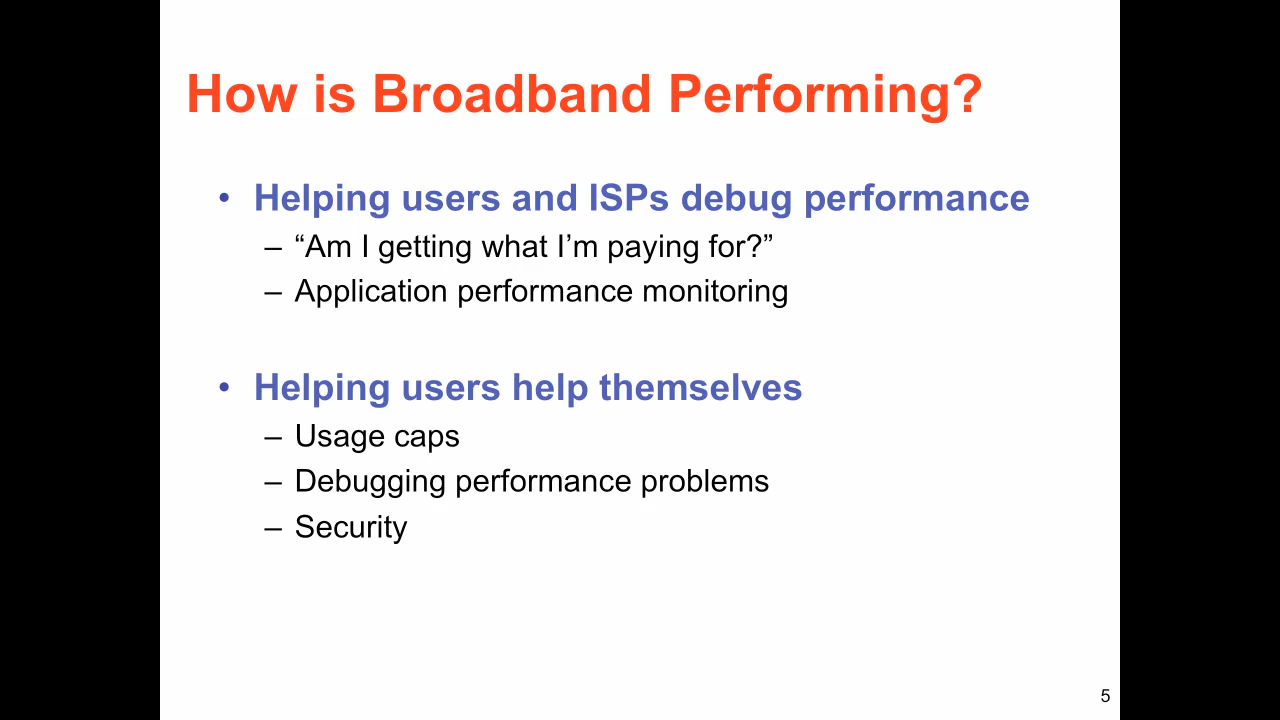 How is Broadband Performing?
• Helping users and ISPs debug performance
– “Am I getting what I’m paying for?”
– Application performance monitoring
• Helping users help themselves
– Usage caps
– Debugging performance problems
– Security
5